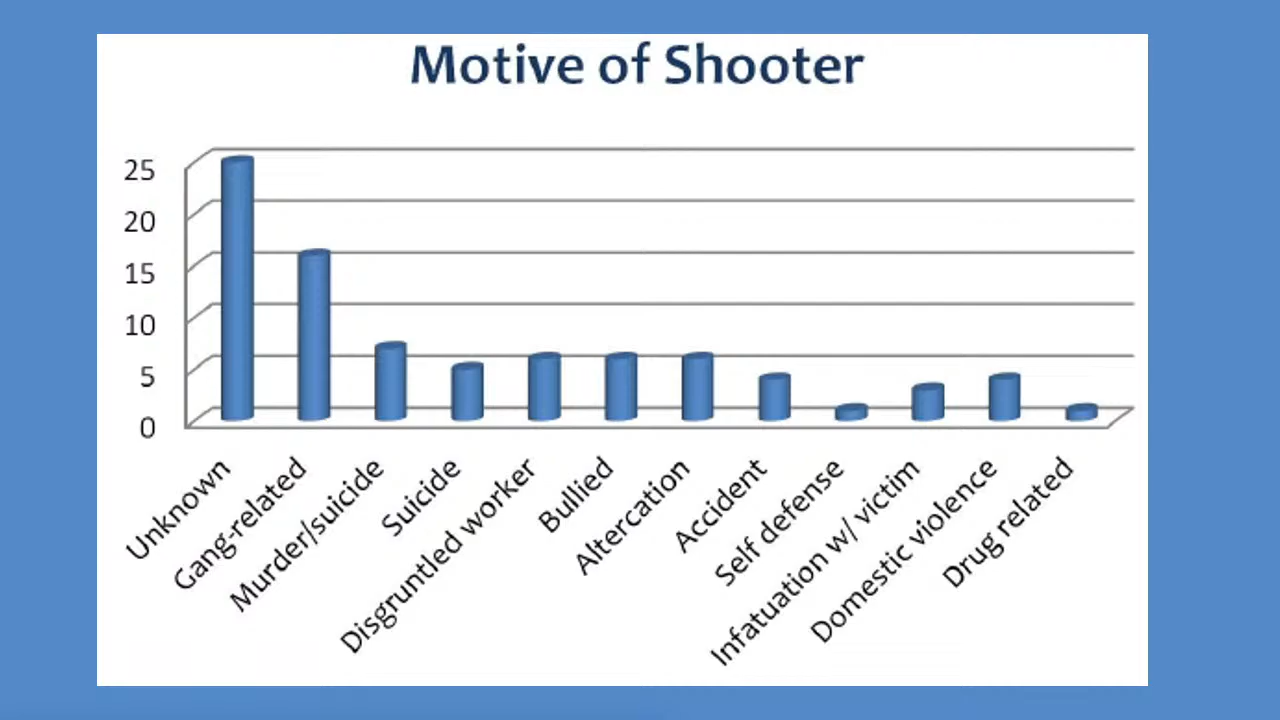 Motive of Shooter
25
20
15
10
5
0
Unknown
Gang-related
Murder/suicide
Suicide
Disgruntled worker
Bullied
Altercation
Accident
Self defense
Infatuation w/ victim
Domestic violence
Drug related